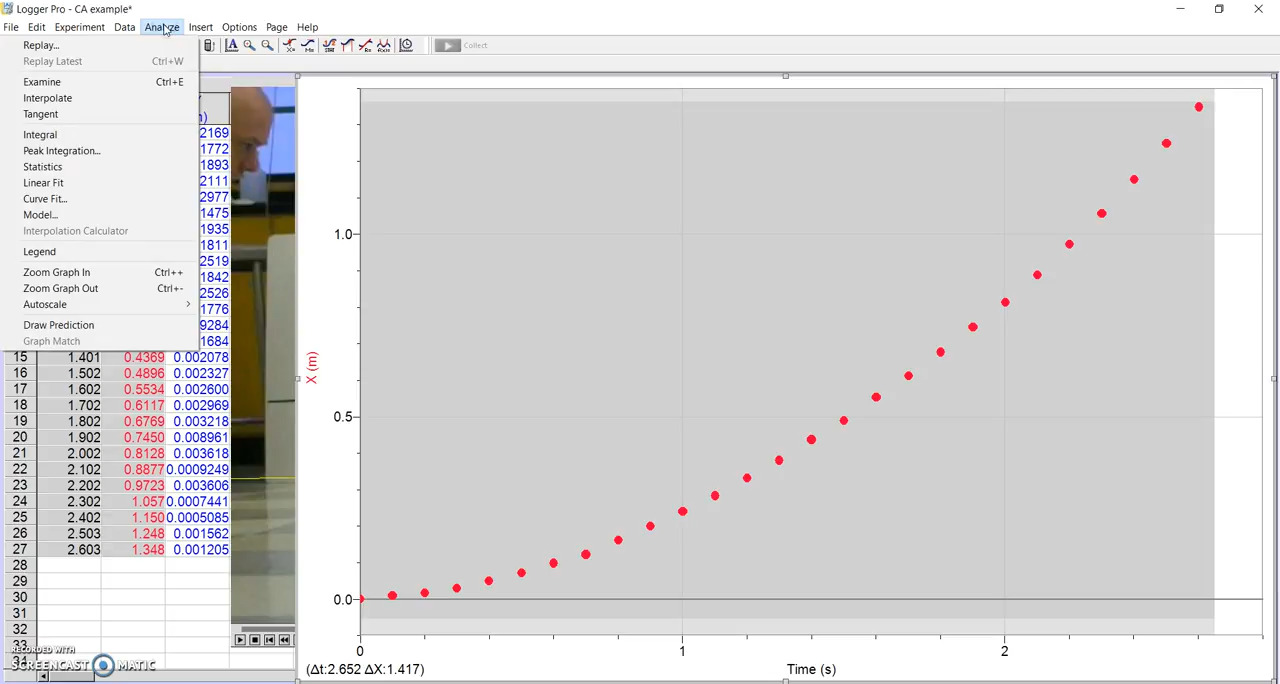 Logger Pro - CA example*
File Edit Experiment Data Analyze Insert Options Page Help
Replay...
Replay Latest Ctrl+W
Examine Ctrl+E
Interpolate
Tangent
Integral
Peak Integration...
Statistics
Linear Fit
Curve Fit...
Model...
Interpolation Calculator
Legend
Zoom Graph In Ctrl++
Zoom Graph Out Ctrl+-
Autoscale
Draw Prediction
Graph Match
Collect
2169
1772
1893
2111
2977
1475
1935
1811
2519
1842
2526
1776
9284
1684
15 1.401 0.4369 0.002078
16 1.502 0.4896 0.002327
17 1.602 0.5534 0.002600
18 1.702 0.6117 0.002969
19 1.802 0.6769 0.003218
20 1.902 0.7450 0.008961
21 2.002 0.8128 0.003618
22 2.102 0.8877 0.0009249
23 2.202 0.9723 0.003606
24 2.302 1.057 0.0007441
25 2.402 1.150 0.0005085
26 2.503 1.248 0.001562
27 2.603 1.348 0.001205
28
29
30
31
32
RECORDED WITH
SCREENCAST MATIC
1.0
0.5
0.0
X (m)
0 1 2
(Δt:2.652 ΔX:1.417)
Time (s)